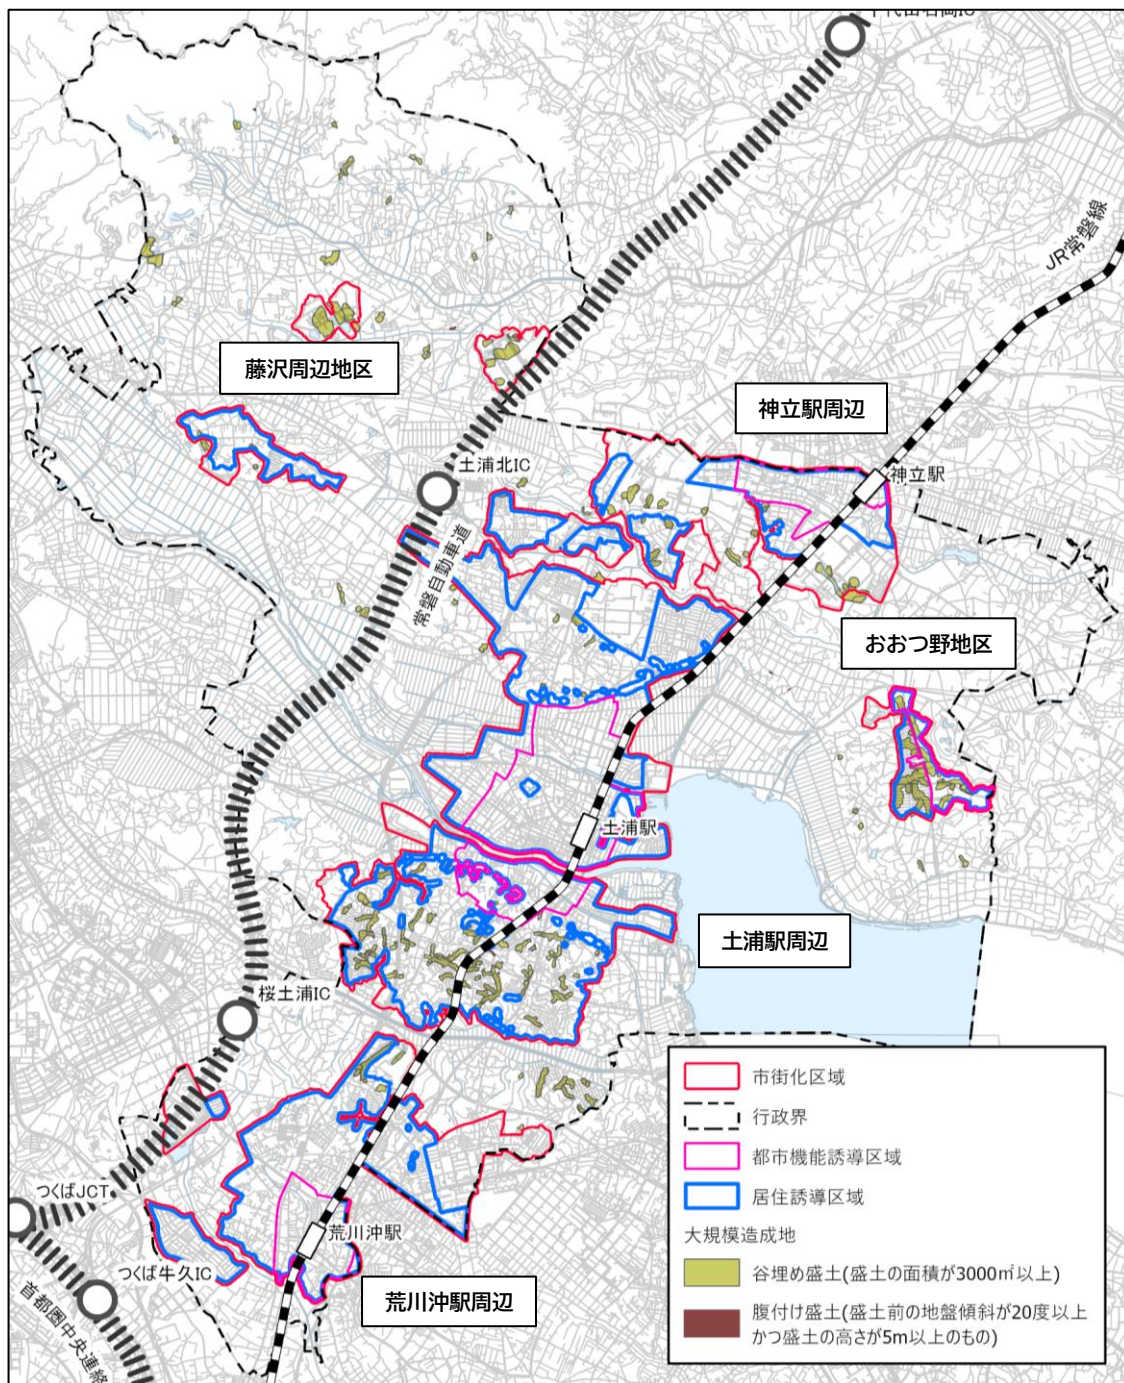 千代田石岡IC
JR常磐線
藤沢周辺地区
神立駅周辺
土浦北IC
神立駅
常磐自動車道
おおつ野地区
土浦駅
土浦駅周辺
桜土浦IC
つくばJCT
荒川沖駅
つくば牛久IC
荒川沖駅周辺
首都圏中央連絡
市街化区域
行政界
都市機能誘導区域
居住誘導区域
大規模造成地
谷埋め盛土(盛土の面積が3000㎡以上)
腹付け盛土(盛土前の地盤傾斜が20度以上
かつ盛土の高さが5m以上のもの)